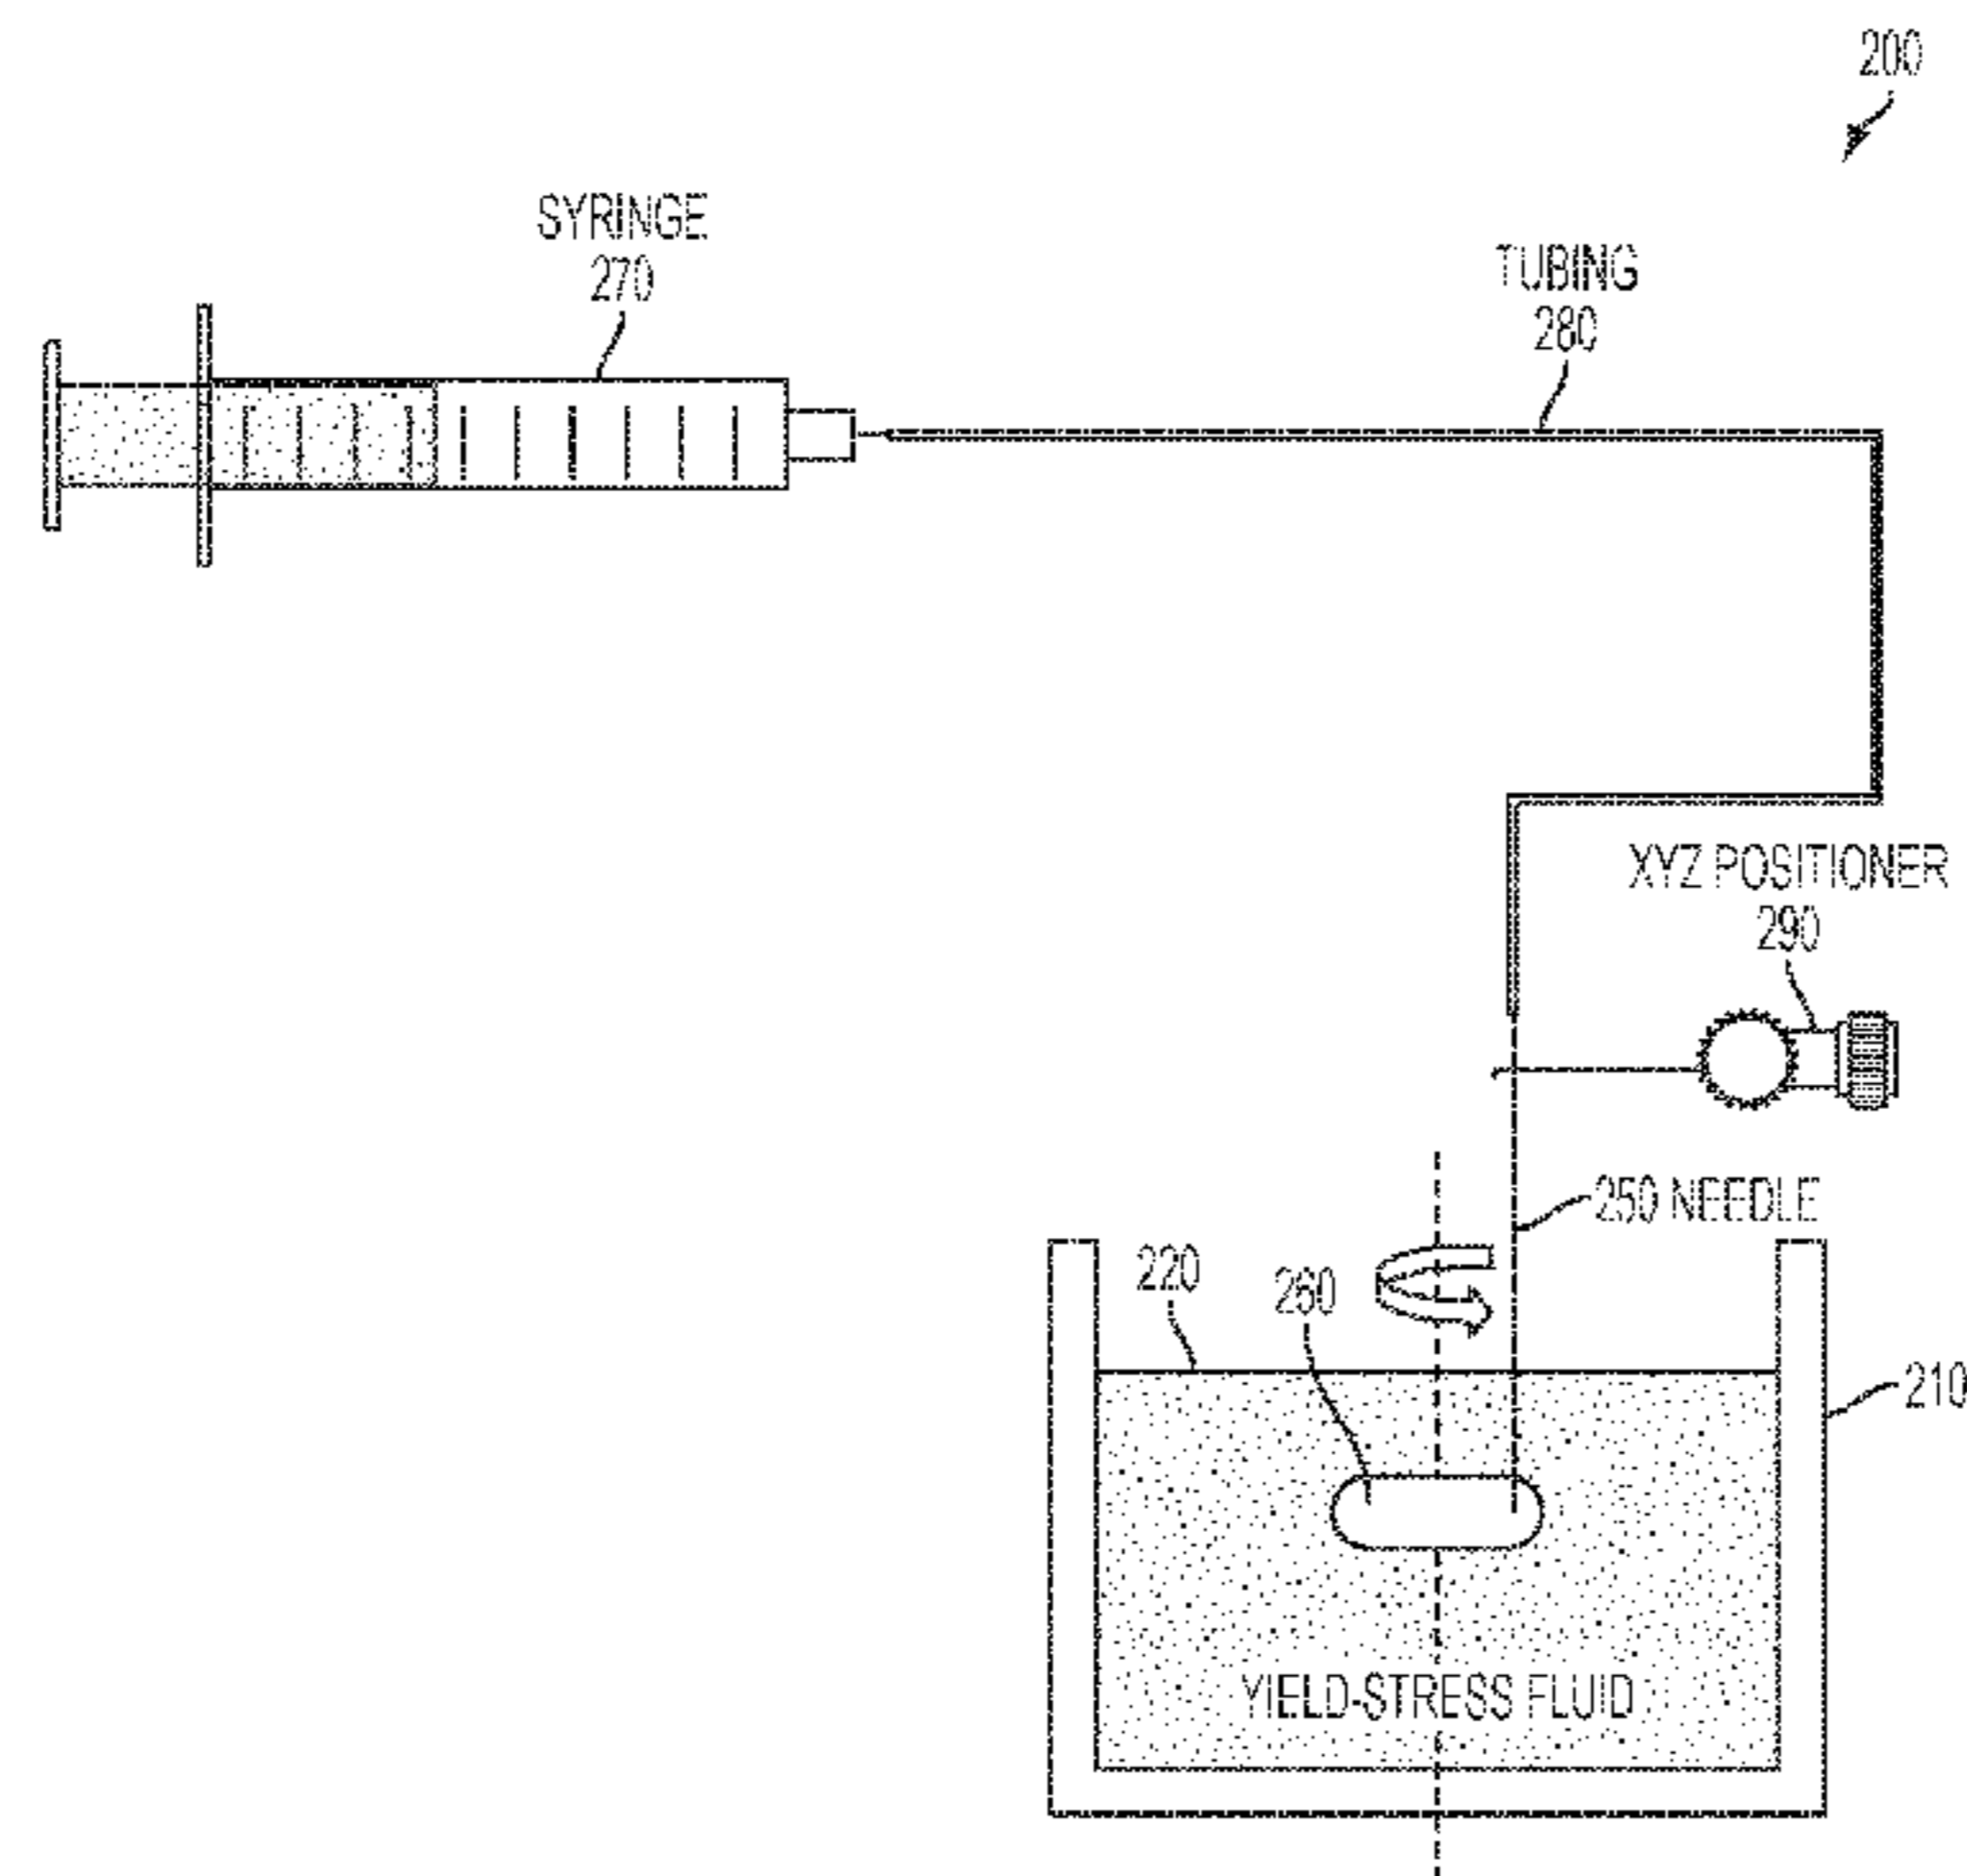 200
SYRINGE
270
TUBING
280
XYZ POSITIONER
290
250 NEEDLE
220
260
210
YIELD-STRESS FLUID